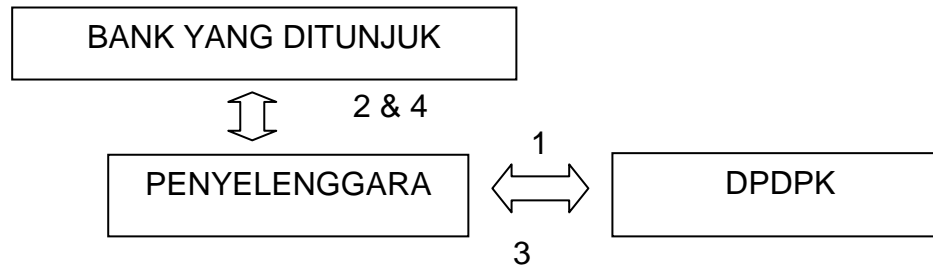 BANK YANG DITUNJUK
2 & 4
1
PENYELENGGARA
DPDPK
3